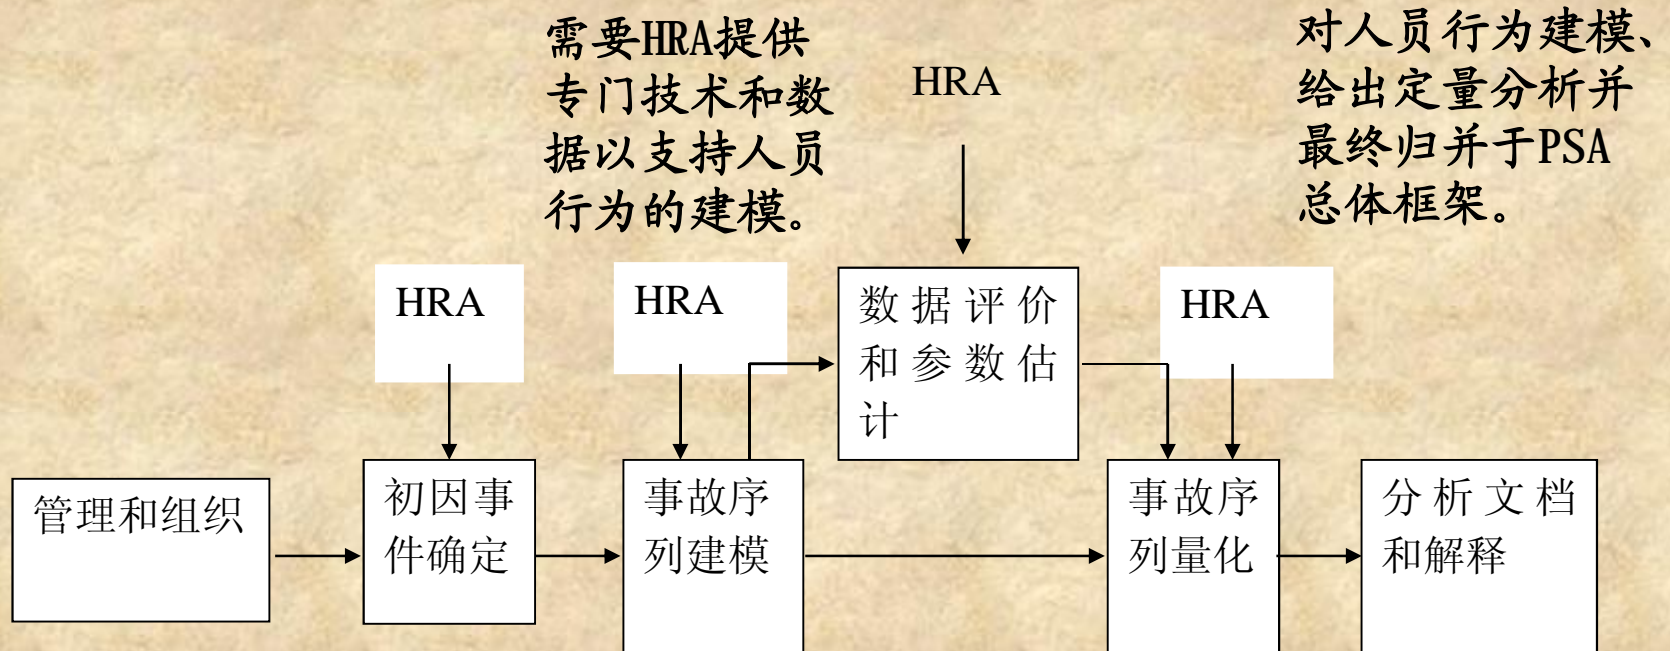 需要HRA提供
专门技术和数
据以支持人员
行为的建模。
HRA
对人员行为建模、
给出定量分析并
最终归并于PSA
总体框架。
HRA
HRA
数据评价
和参数估
计
HRA
管理和组织
初因事
件确定
事故序
列建模
事故序
列量化
分析文档
和解释